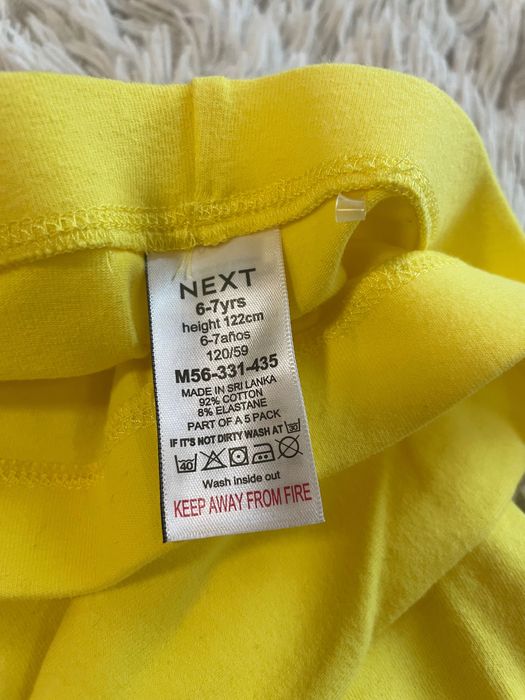 NEXT
6-7yrs
height 122cm
6-7años
120/59
M56-331-435
MADE IN SRI LANKA
92% COTTON
8% ELASTANE
PART OF A 5 PACK
IF IT'S NOT DIRTY WASH AT 30
40
Wash inside out
KEEP AWAY FROM FIRE